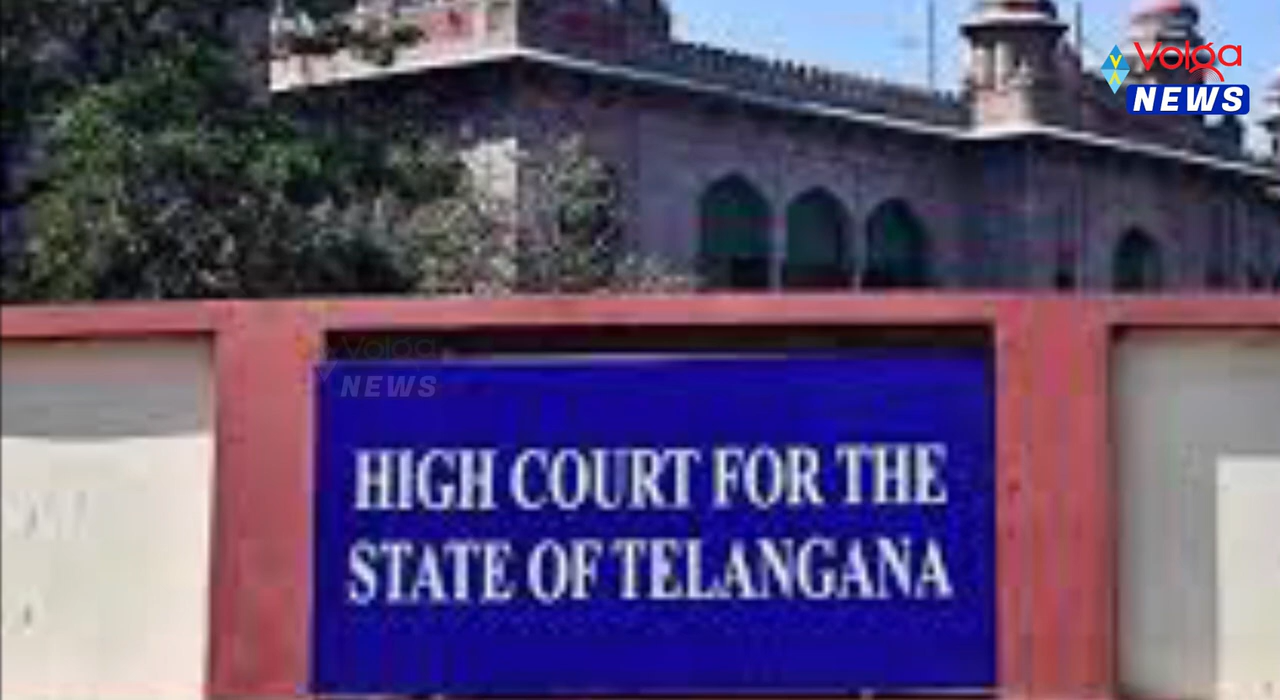 Volga
NEWS
Volga
NEWS
HIGH COURT FOR THE
STATE OF TELANGANA